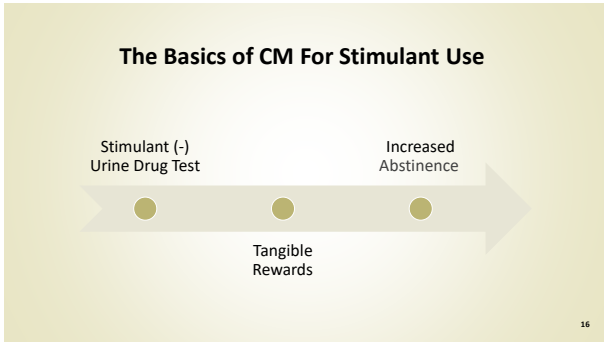 The Basics of CM For Stimulant Use
Stimulant (-)
Urine Drug Test
Tangible
Rewards
Increased
Abstinence
16